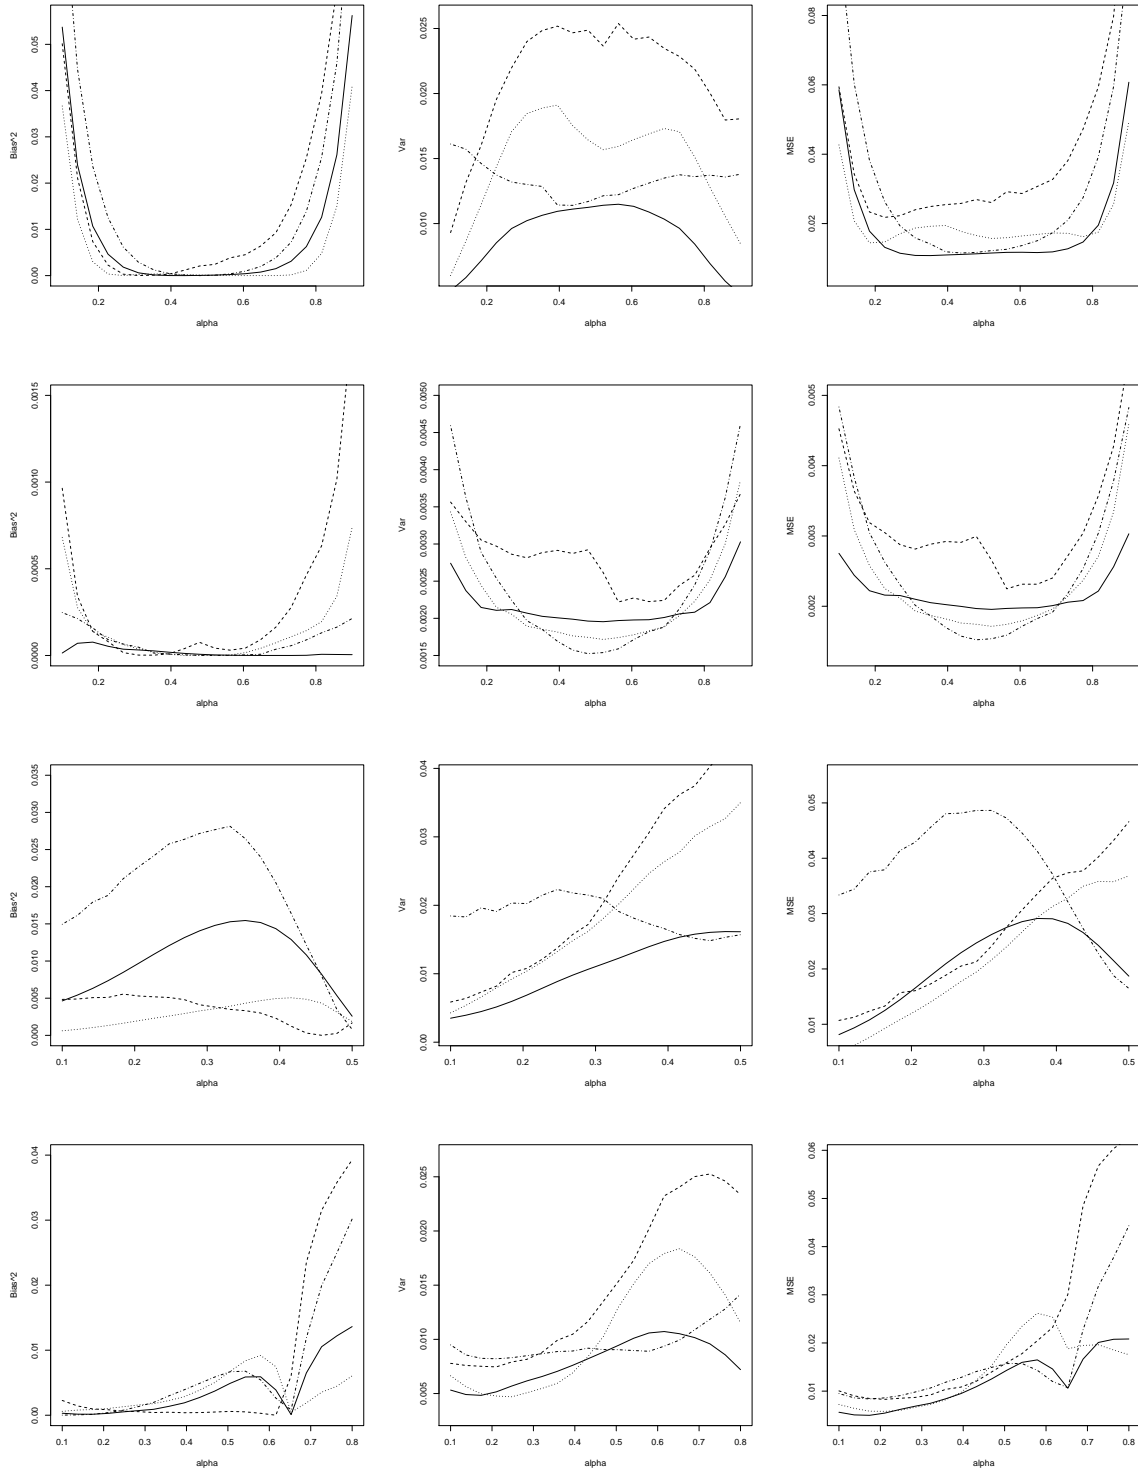 Bias^2
0.00 0.01 0.02 0.03 0.04 0.05
0.2 0.4 0.6 0.8
alpha
Var
0.010 0.015 0.020 0.025
0.2 0.4 0.6 0.8
alpha
MSE
0.02 0.04 0.06 0.08
0.2 0.4 0.6 0.8
alpha
Bias^2
0.0000 0.0005 0.0010 0.0015
0.2 0.4 0.6 0.8
alpha
Var
0.0015 0.0020 0.0025 0.0030 0.0035 0.0040 0.0045 0.0050
0.2 0.4 0.6 0.8
alpha
MSE
0.002 0.003 0.004 0.005
0.2 0.4 0.6 0.8
alpha
Bias^2
0.000 0.005 0.010 0.015 0.020 0.025 0.030 0.035
0.1 0.2 0.3 0.4 0.5
alpha
Var
0.00 0.01 0.02 0.03 0.04
0.1 0.2 0.3 0.4 0.5
alpha
MSE
0.01 0.02 0.03 0.04 0.05
0.1 0.2 0.3 0.4 0.5
alpha
Bias^2
0.00 0.01 0.02 0.03 0.04
0.1 0.2 0.3 0.4 0.5 0.6 0.7 0.8
alpha
Var
0.005 0.010 0.015 0.020 0.025
0.1 0.2 0.3 0.4 0.5 0.6 0.7 0.8
alpha
MSE
0.01 0.02 0.03 0.04 0.05 0.06
0.1 0.2 0.3 0.4 0.5 0.6 0.7 0.8
alpha